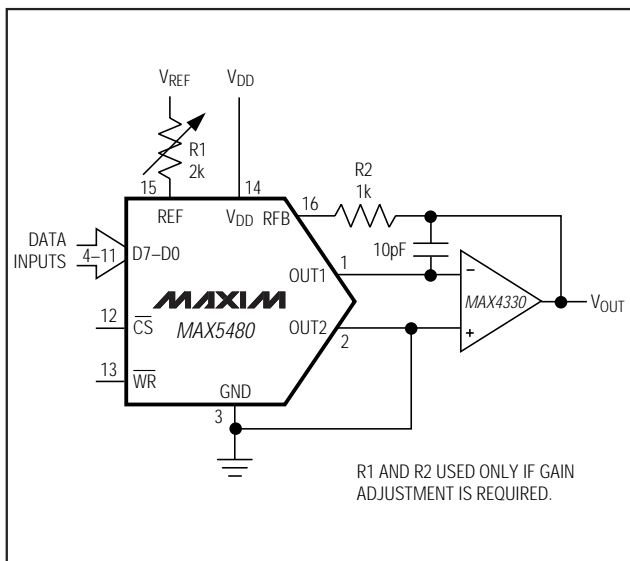 VREF
VDD
R1
2k
15
14
REF
VDD
RFB
16
R2
1k
10pF
DATA
INPUTS
4–11
D7–D0
OUT1
1
−
MAX4330
VOUT
MAXIM
MAX5480
12
CS
OUT2
2
+
13
WR
GND
3
R1 AND R2 USED ONLY IF GAIN
ADJUSTMENT IS REQUIRED.